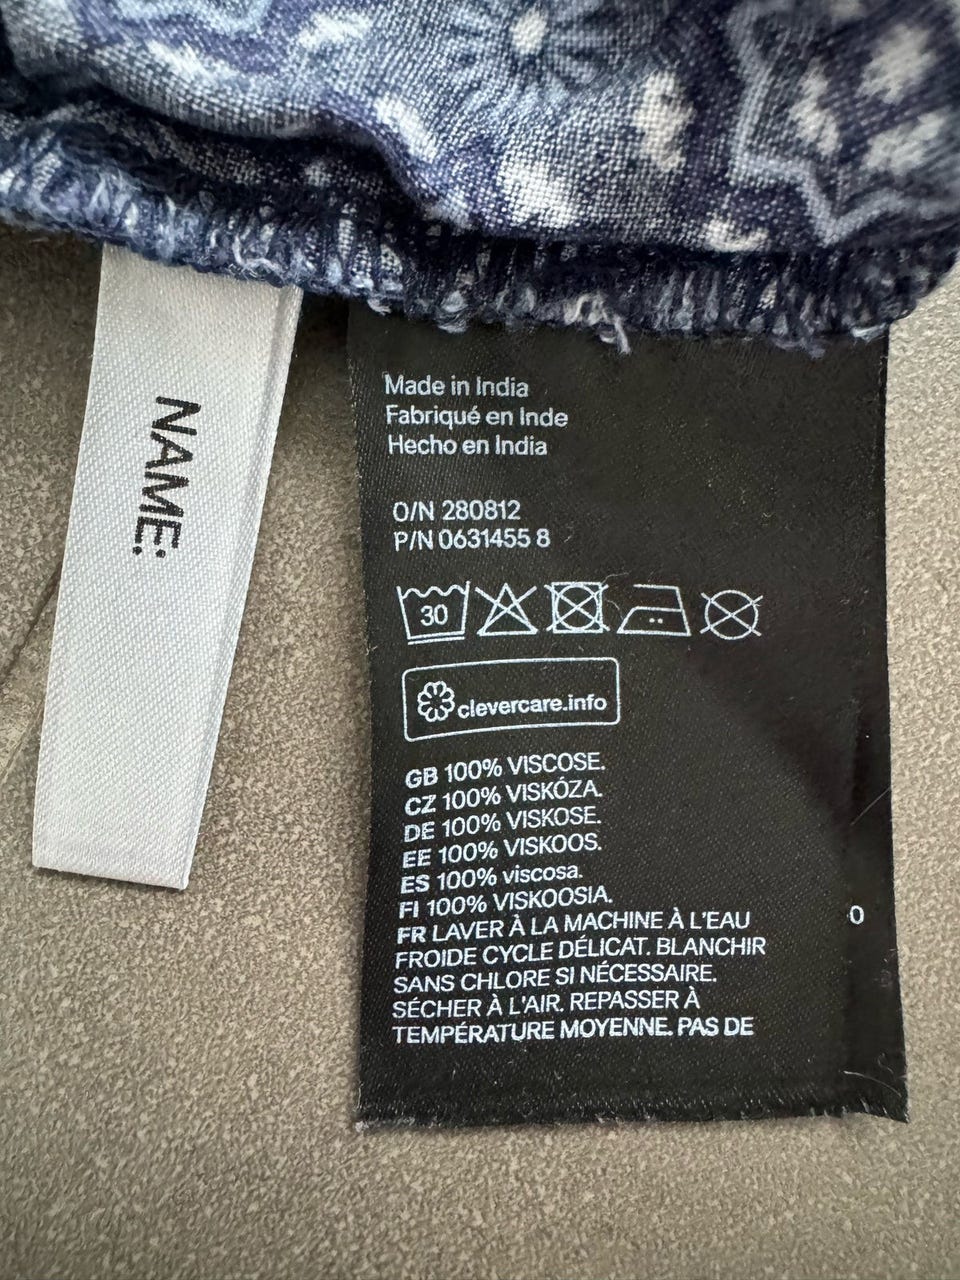 NAME:
Made in India
Fabriqué en Inde
Hecho en India
O/N 280812
P/N 0631455 8
30
clevercare.info
GB 100% VISCOSE.
CZ 100% VISKÓZA.
DE 100% VISKOSE.
EE 100% VISKOOS.
ES 100% viscosa.
FI 100% VISKOOSIA.
FR LAVER À LA MACHINE À L'EAU
FROIDE CYCLE DÉLICAT. BLANCHIR
SANS CHLORE SI NÉCESSAIRE.
SÉCHER À L'AIR. REPASSER À
TEMPÉRATURE MOYENNE. PAS DE
0